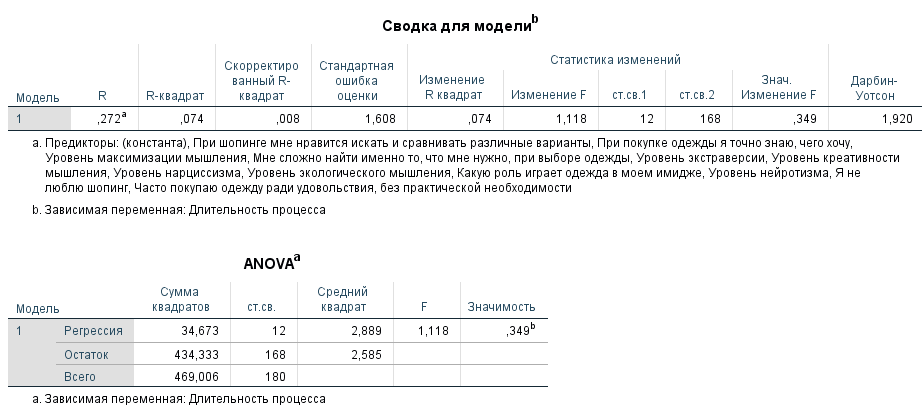 Сводка для модели b
Статистика изменений
Модель R R-квадрат Скорректиро ванный R-квадрат Стандартная ошибка оценки Изменение R квадрат Изменение F ст.св.1 ст.св.2 Знач. Изменение F Дарбин-Уотсон
1 ,272a ,074 ,008 1,608 ,074 1,118 12 168 ,349 1,920
a. Предикторы: (константа), При шопинге мне нравится искать и сравнивать различные варианты, При покупке одежды я точно знаю, чего хочу,
Уровень максимизации мышления, Мне сложно найти именно то, что мне нужно, при выборе одежды, Уровень экстраверсии, Уровень креативности
мышления, Уровень нарциссизма, Уровень экологического мышления, Какую роль играет одежда в моем имидже, Уровень нейротизма, Я не
люблю шопинг, Часто покупаю одежду ради удовольствия, без практической необходимости
b. Зависимая переменная: Длительность процесса
ANOVAa
Модель Сумма квадратов ст.св. Средний квадрат F Значимость
1 Регрессия 34,673 12 2,889 1,118 ,349b
Остаток 434,333 168 2,585
Всего 469,006 180
a. Зависимая переменная: Длительность процесса